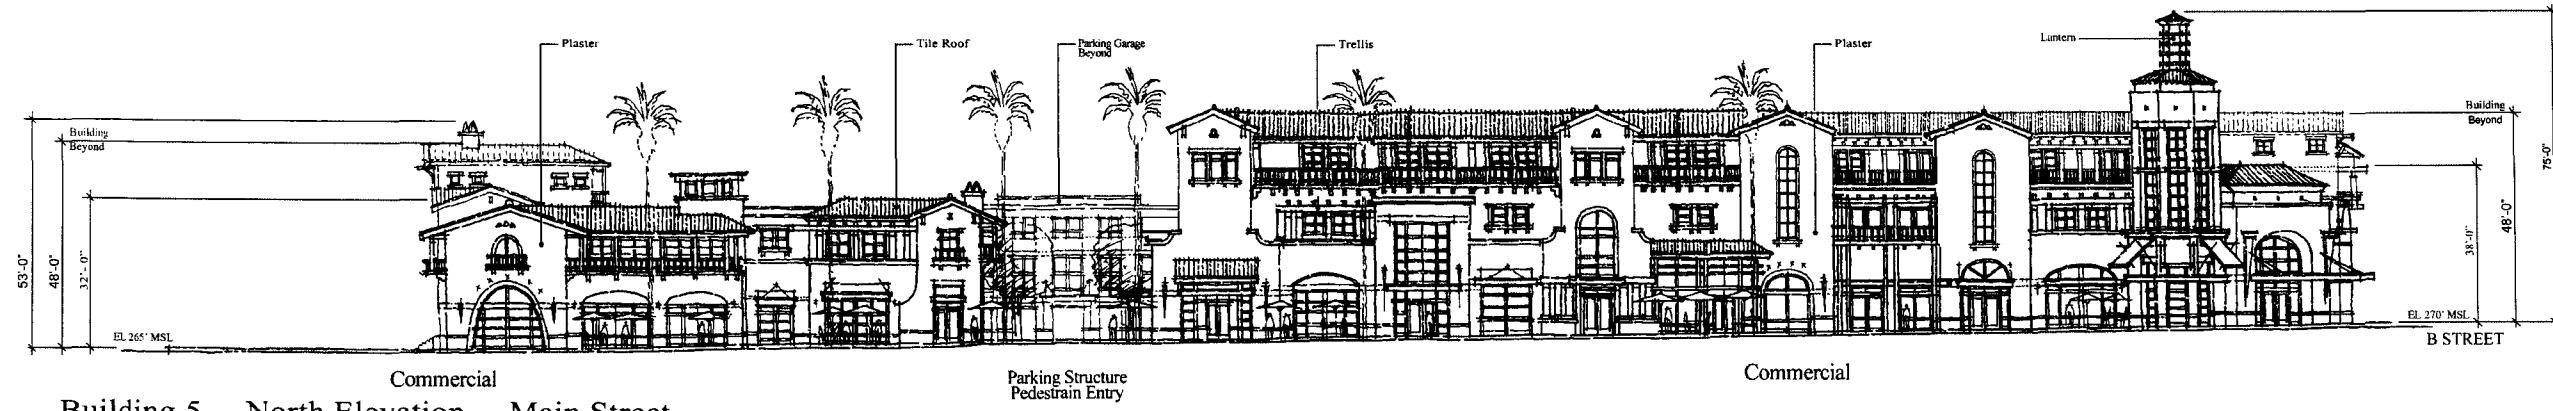 Plaster
Tile Roof
Parking Garage
Beyond
Trellis
Plaster
Lantern
Building
Beyond
Building
Beyond
53'-0"
48'-0"
32'-0"
75'-0"
48'-0"
38'-0"
EL 265' MSL
EL 270' MSL
B STREET
Commercial
Parking Structure
Pedestrain Entry
Commercial
Building 5 North Elevation Main Street